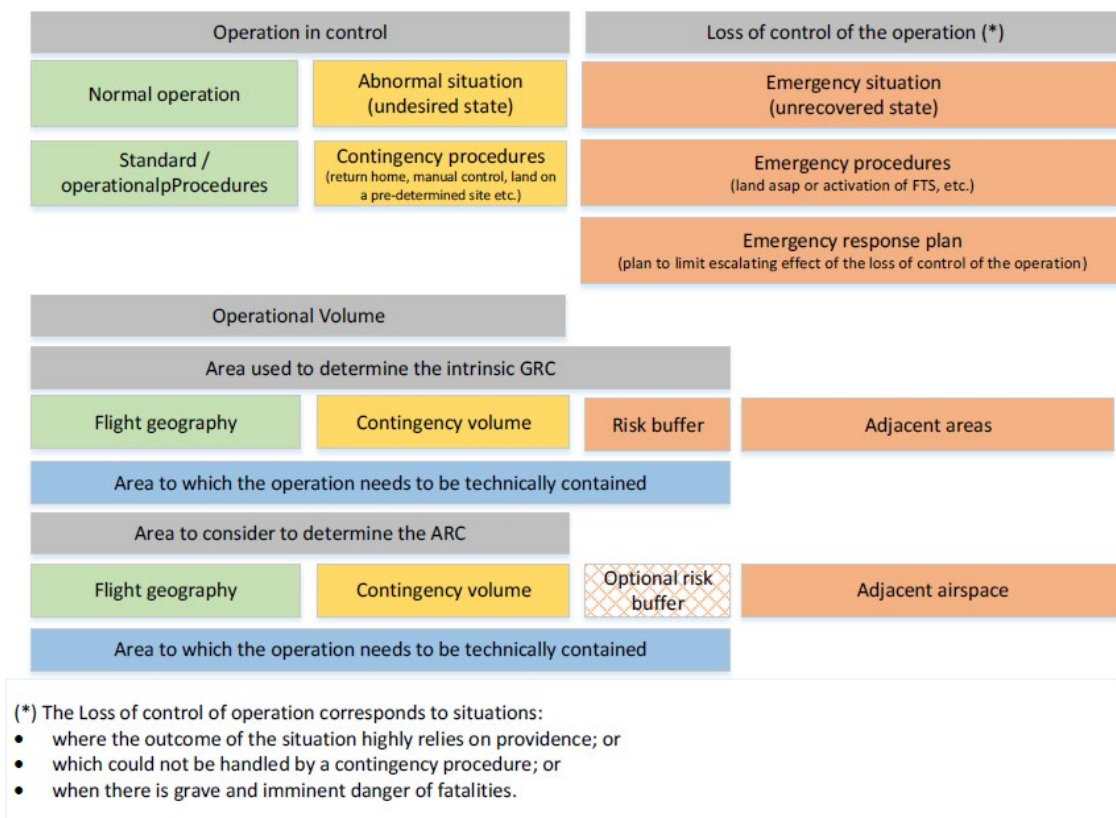 Operation in control
Loss of control of the operation (*)
Normal operation
Abnormal situation
(undesired state)
Emergency situation
(unrecovered state)
Standard /
operationalpProcedures
Contingency procedures
(return home, manual control, land on
a pre-determined site etc.)
Emergency procedures
(land asap or activation of FTS, etc.)
Emergency response plan
(plan to limit escalating effect of the loss of control of the operation)
Operational Volume
Area used to determine the intrinsic GRC
Flight geography
Contingency volume
Risk buffer
Adjacent areas
Area to which the operation needs to be technically contained
Area to consider to determine the ARC
Flight geography
Contingency volume
Optional risk
buffer
Adjacent airspace
Area to which the operation needs to be technically contained
(*) The Loss of control of operation corresponds to situations:
• where the outcome of the situation highly relies on providence; or
• which could not be handled by a contingency procedure; or
• when there is grave and imminent danger of fatalities.